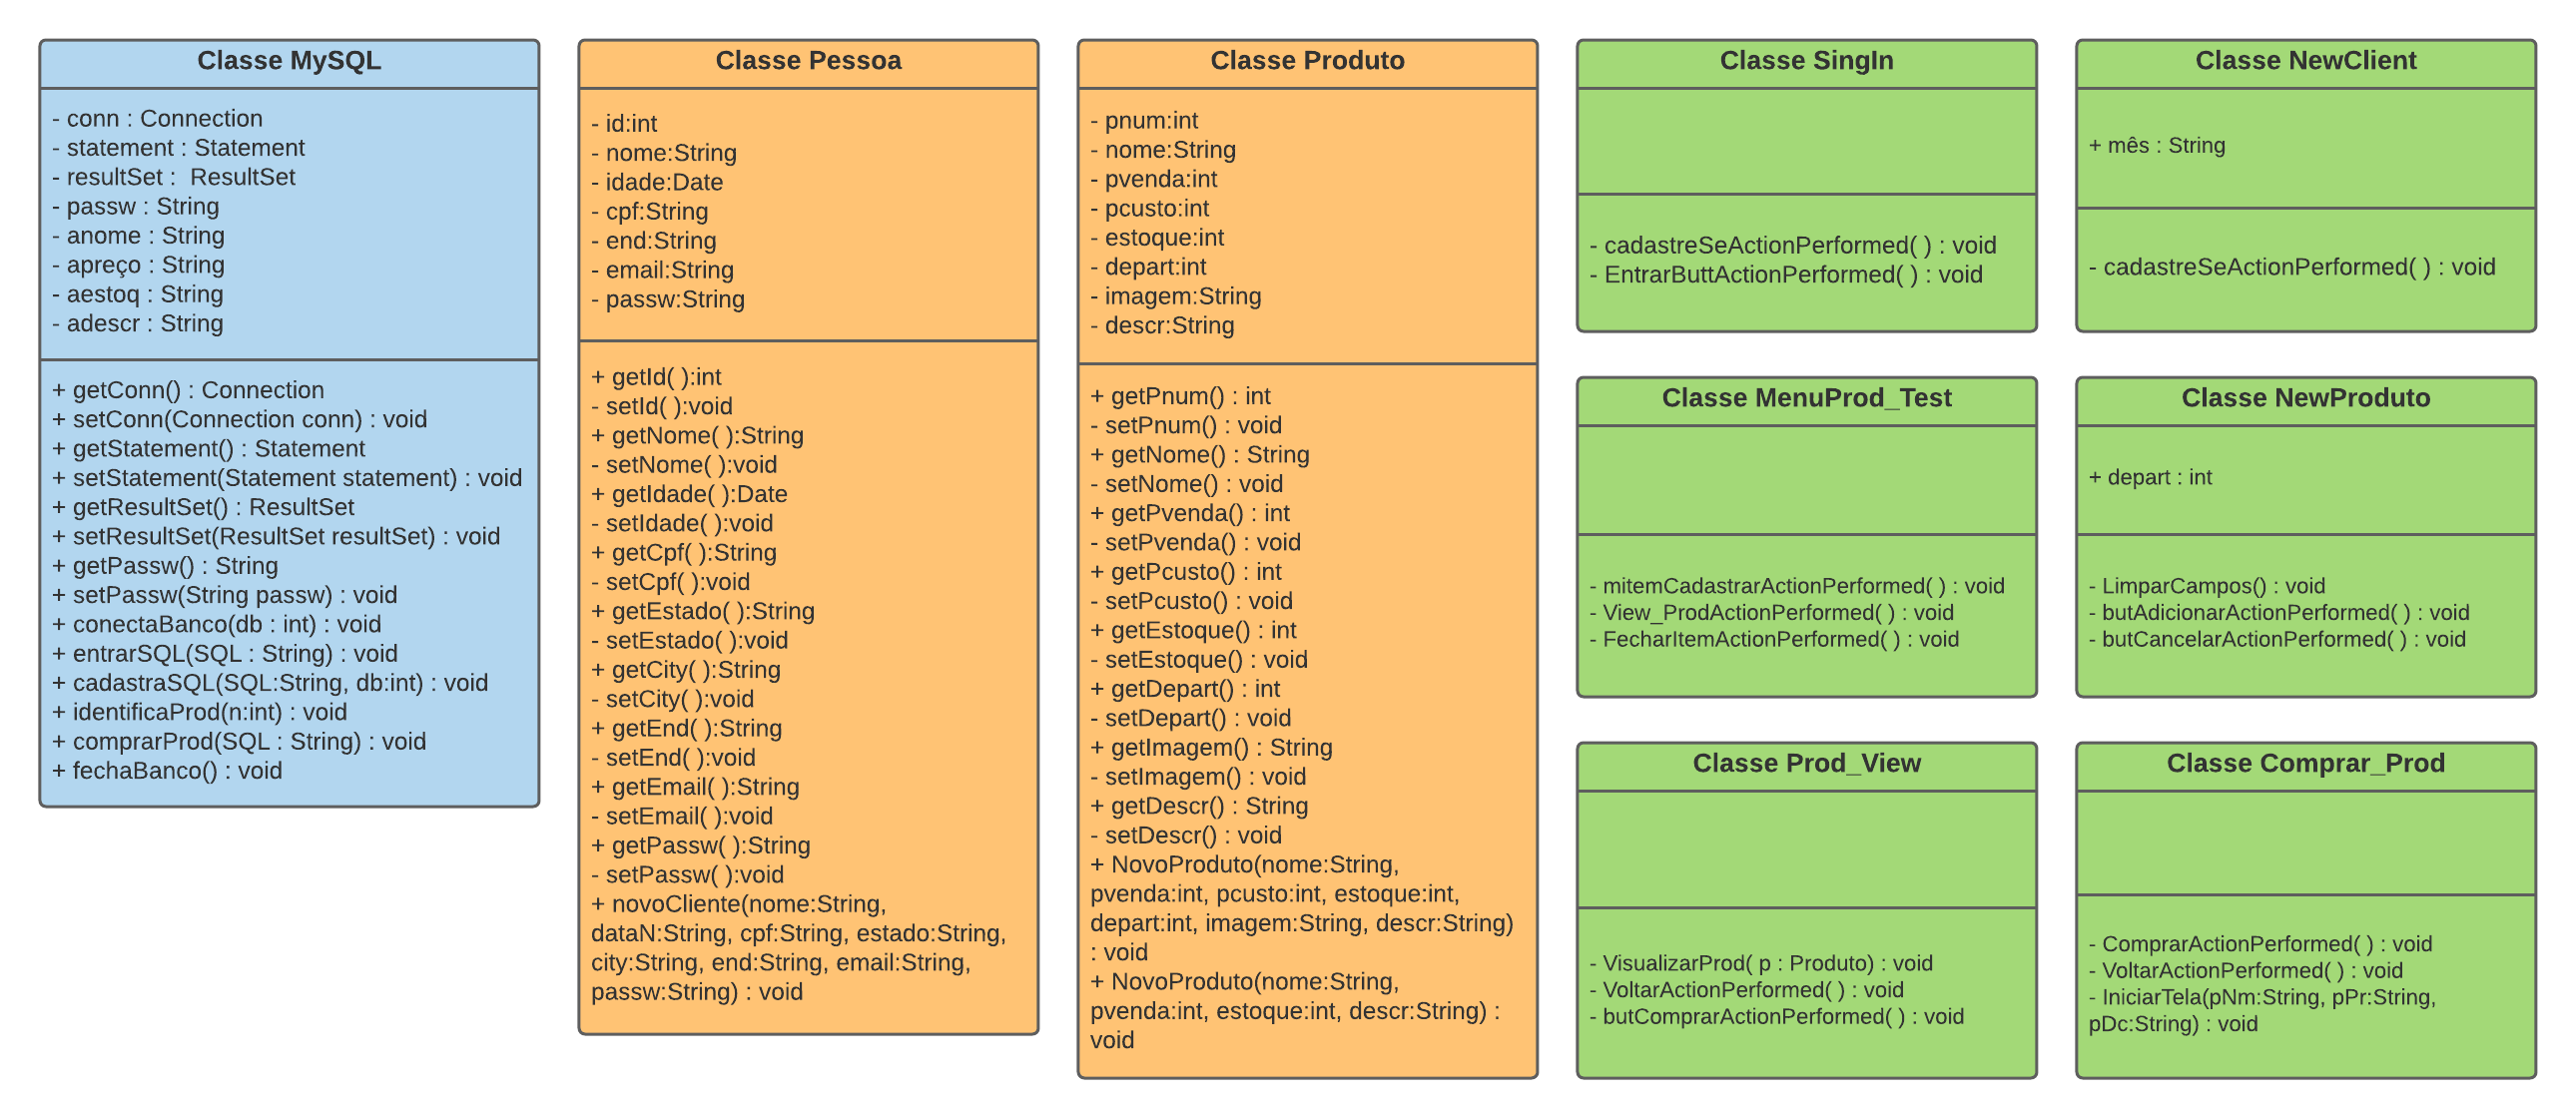 Classe MySQL
- conn : Connection
- statement : Statement
- resultSet :  ResultSet
- passw : String
- anome : String
- apreço : String
- aestoq : String
- adescr : String
+ getConn() : Connection
+ setConn(Connection conn) : void
+ getStatement() : Statement
+ setStatement(Statement statement) : void
+ getResultSet() : ResultSet
+ setResultSet(ResultSet resultSet) : void
+ getPassw() : String
+ setPassw(String passw) : void
+ conectaBanco(db : int) : void
+ entrarSQL(SQL : String) : void
+ cadastraSQL(SQL:String, db:int) : void
+ identificaProd(n:int) : void
+ comprarProd(SQL : String) : void
+ fechaBanco() : void
Classe Pessoa
- id:int
- nome:String
- idade:Date
- cpf:String
- end:String
- email:String
- passw:String
+ getId( ):int
- setId( ):void
+ getNome( ):String
- setNome( ):void
+ getIdade( ):Date
- setIdade( ):void
+ getCpf( ):String
- setCpf( ):void
+ getEstado( ):String
- setEstado( ):void
+ getCity( ):String
- setCity( ):void
+ getEnd( ):String
- setEnd( ):void
+ getEmail( ):String
- setEmail( ):void
+ getPassw( ):String
- setPassw( ):void
+ novoCliente(nome:String,
dataN:String, cpf:String, estado:String,
city:String, end:String, email:String,
passw:String) : void
Classe Produto
- pnum:int
- nome:String
- pvenda:int
- pcusto:int
- estoque:int
- depart:int
- imagem:String
- descr:String
+ getPnum() : int
- setPnum() : void
+ getNome() : String
- setNome() : void
+ getPvenda() : int
- setPvenda() : void
+ getPcusto() : int
- setPcusto() : void
+ getEstoque() : int
- setEstoque() : void
+ getDepart() : int
- setDepart() : void
+ getImagem() : String
- setImagem() : void
+ getDescr() : String
- setDescr() : void
+ NovoProduto(nome:String,
pvenda:int, pcusto:int, estoque:int,
depart:int, imagem:String, descr:String)
: void
+ NovoProduto(nome:String,
pvenda:int, estoque:int, descr:String) :
void
Classe SingIn
- cadastreSeActionPerformed( ) : void
- EntrarButtActionPerformed( ) : void
Classe NewClient
+ mês : String
- cadastreSeActionPerformed( ) : void
Classe MenuProd_Test
- mitemCadastrarActionPerformed( ) : void
- View_ProdActionPerformed( ) : void
- FecharItemActionPerformed( ) : void
Classe NewProduto
+ depart : int
- LimparCampos() : void
- butAdicionarActionPerformed( ) : void
- butCancelarActionPerformed( ) : void
Classe Prod_View
- VisualizarProd( p : Produto) : void
- VoltarActionPerformed( ) : void
- butComprarActionPerformed( ) : void
Classe Comprar_Prod
- ComprarActionPerformed( ) : void
- VoltarActionPerformed( ) : void
- IniciarTela(pNm:String, pPr:String,
pDc:String) : void